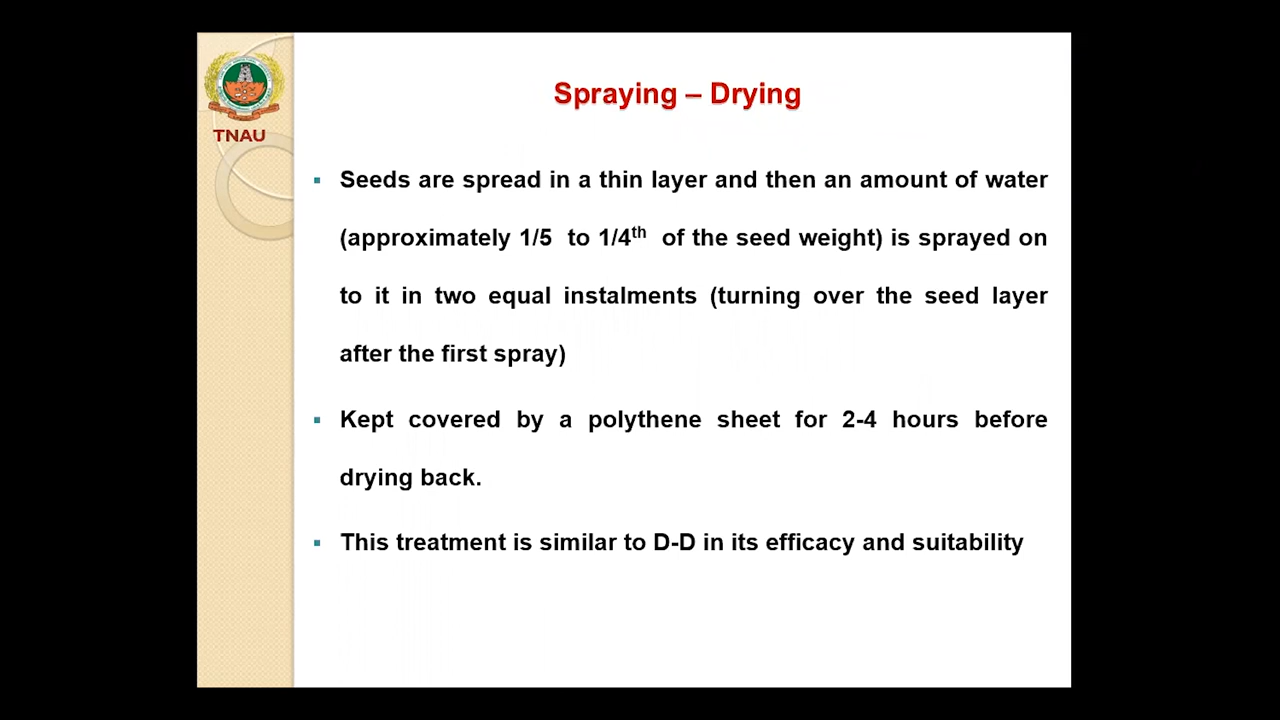 TNAU
Spraying – Drying
▪ Seeds are spread in a thin layer and then an amount of water
(approximately 1/5 to 1/4th of the seed weight) is sprayed on
to it in two equal instalments (turning over the seed layer
after the first spray)
▪ Kept covered by a polythene sheet for 2-4 hours before
drying back.
▪ This treatment is similar to D-D in its efficacy and suitability